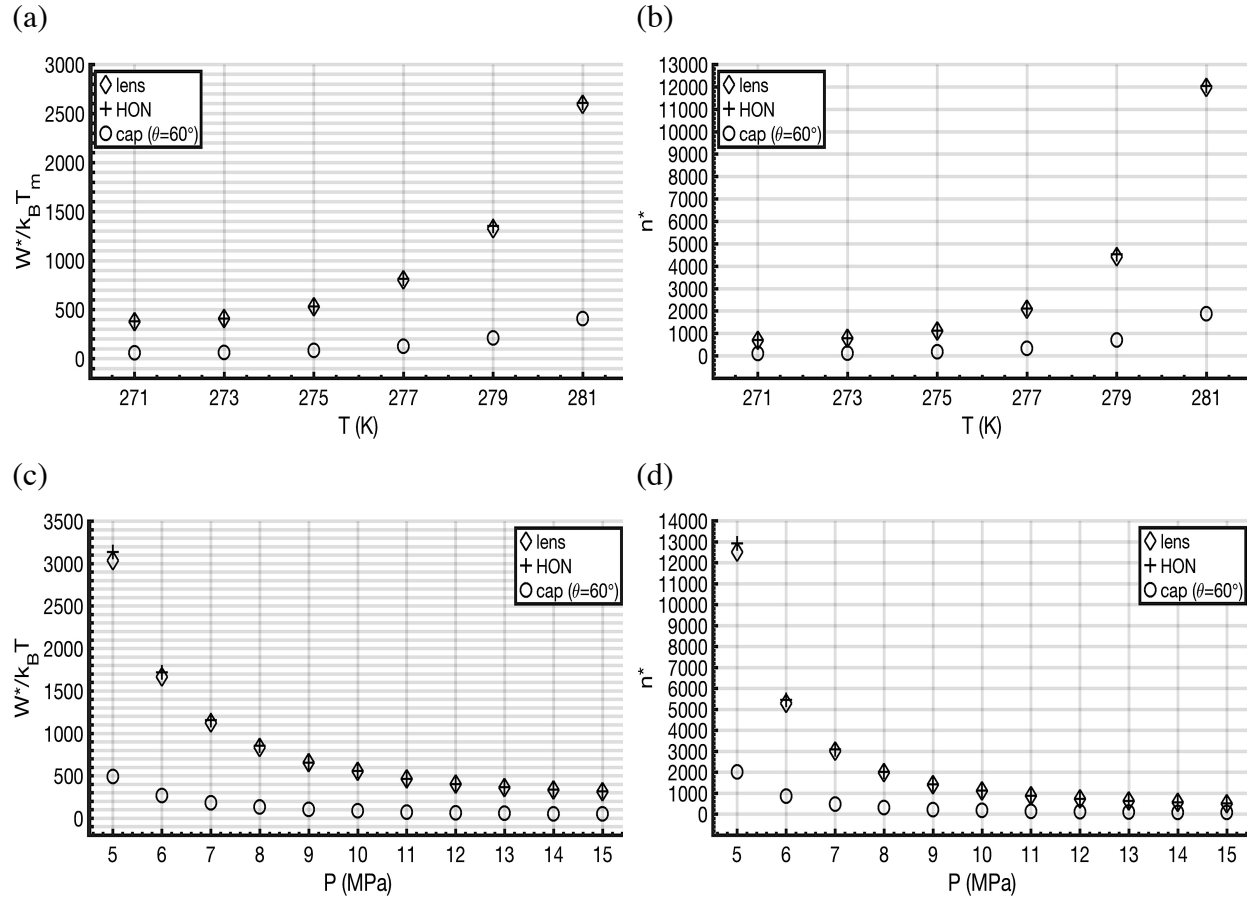 (a)
3000
2500
2000
1500
1000
500
0
W*/k_BT_m
lens
HON
cap (θ=60°)
271 273 275 277 279 281
T (K)
(b)
13000
12000
11000
10000
9000
8000
7000
6000
5000
4000
3000
2000
1000
0
n*
lens
HON
cap (θ=60°)
271 273 275 277 279 281
T (K)
(c)
3500
3000
2500
2000
1500
1000
500
0
W*/k_BT
lens
HON
cap (θ=60°)
5 6 7 8 9 10 11 12 13 14 15
P (MPa)
(d)
14000
13000
12000
11000
10000
9000
8000
7000
6000
5000
4000
3000
2000
1000
0
n*
lens
HON
cap (θ=60°)
5 6 7 8 9 10 11 12 13 14 15
P (MPa)